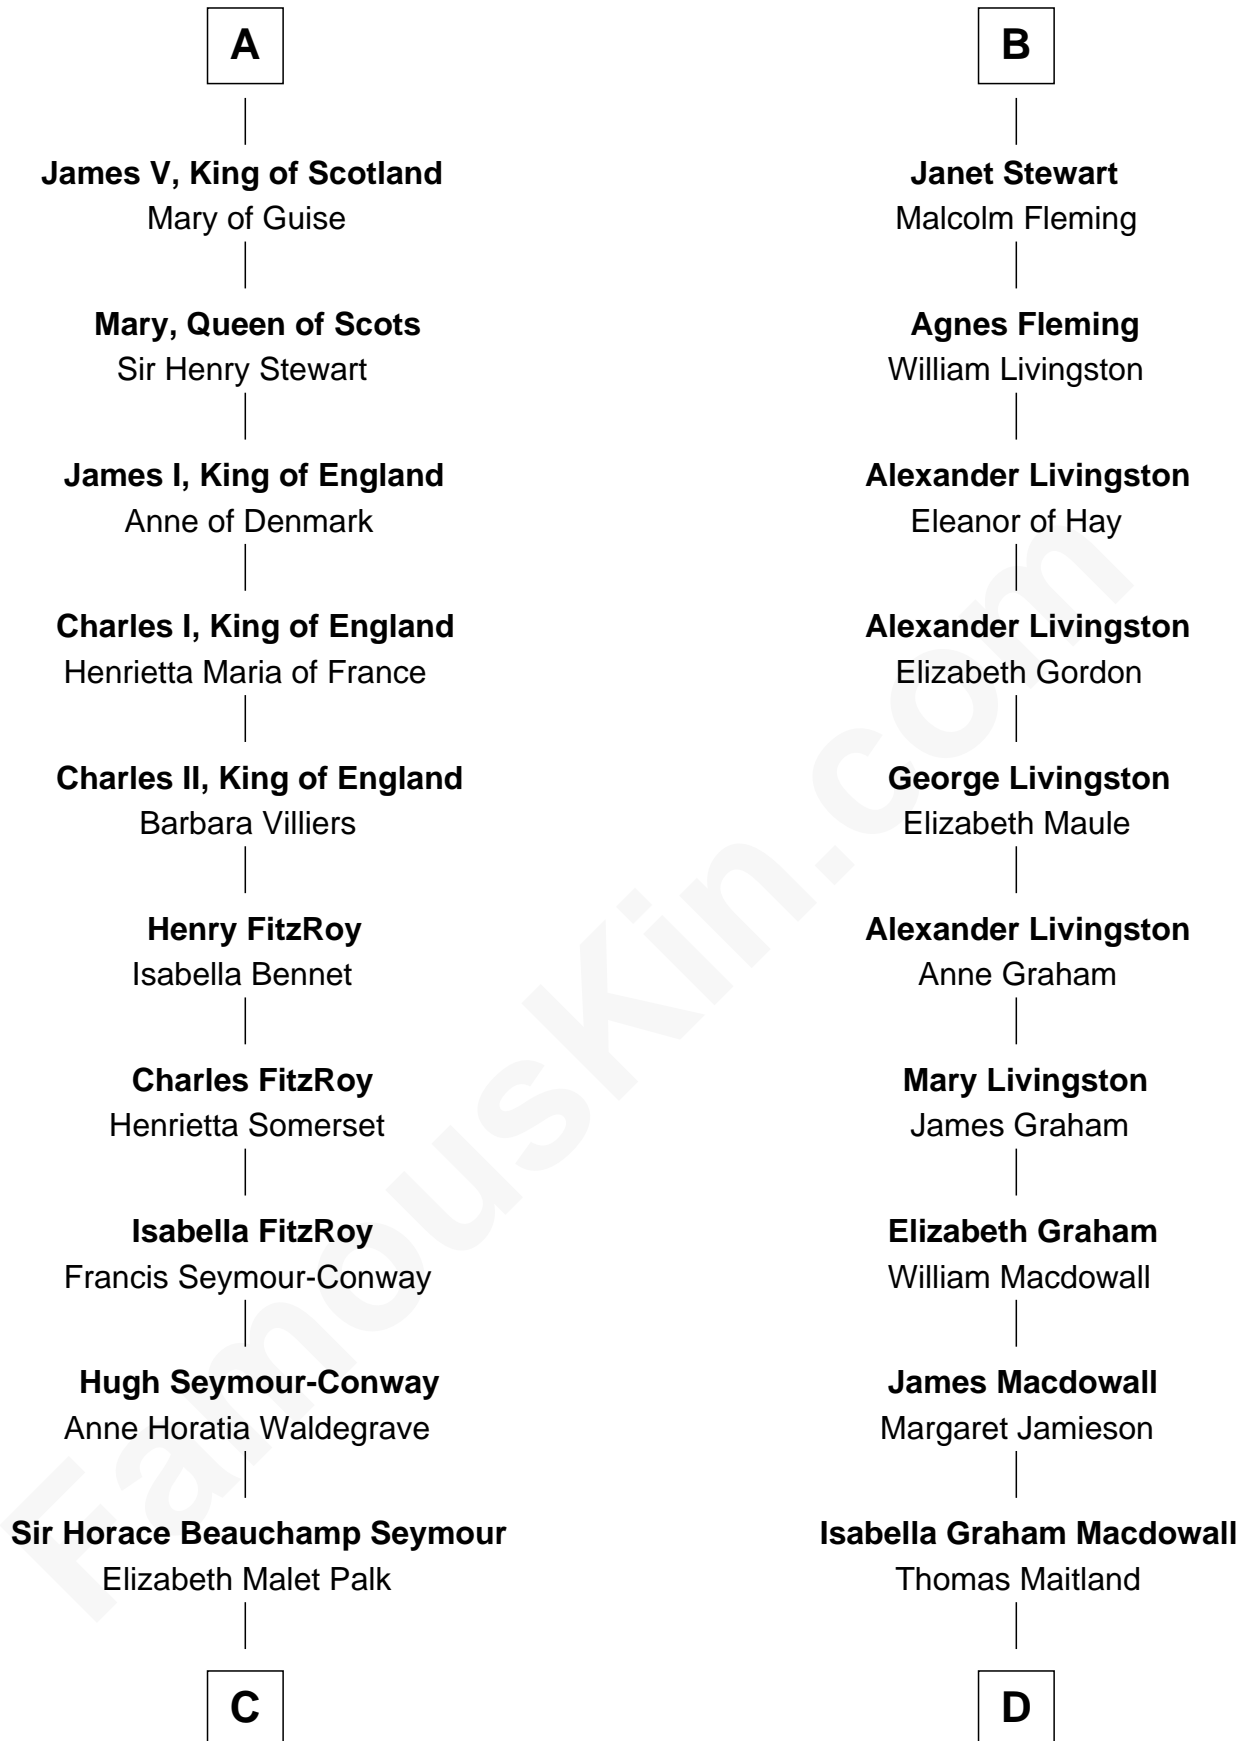 A
James V, King of Scotland
Mary of Guise
Mary, Queen of Scots
Sir Henry Stewart
James I, King of England
Anne of Denmark
Charles I, King of England
Henrietta Maria of France
Charles II, King of England
Barbara Villiers
Henry FitzRoy
Isabella Bennet
Charles FitzRoy
Henrietta Somerset
Isabella FitzRoy
Francis Seymour-Conway
Hugh Seymour-Conway
Anne Horatia Waldegrave
Sir Horace Beauchamp Seymour
Elizabeth Malet Palk
C
B
Janet Stewart
Malcolm Fleming
Agnes Fleming
William Livingston
Alexander Livingston
Eleanor of Hay
Alexander Livingston
Elizabeth Gordon
George Livingston
Elizabeth Maule
Alexander Livingston
Anne Graham
Mary Livingston
James Graham
Elizabeth Graham
William Macdowall
James Macdowall
Margaret Jamieson
Isabella Graham Macdowall
Thomas Maitland
D
FamousKin.com